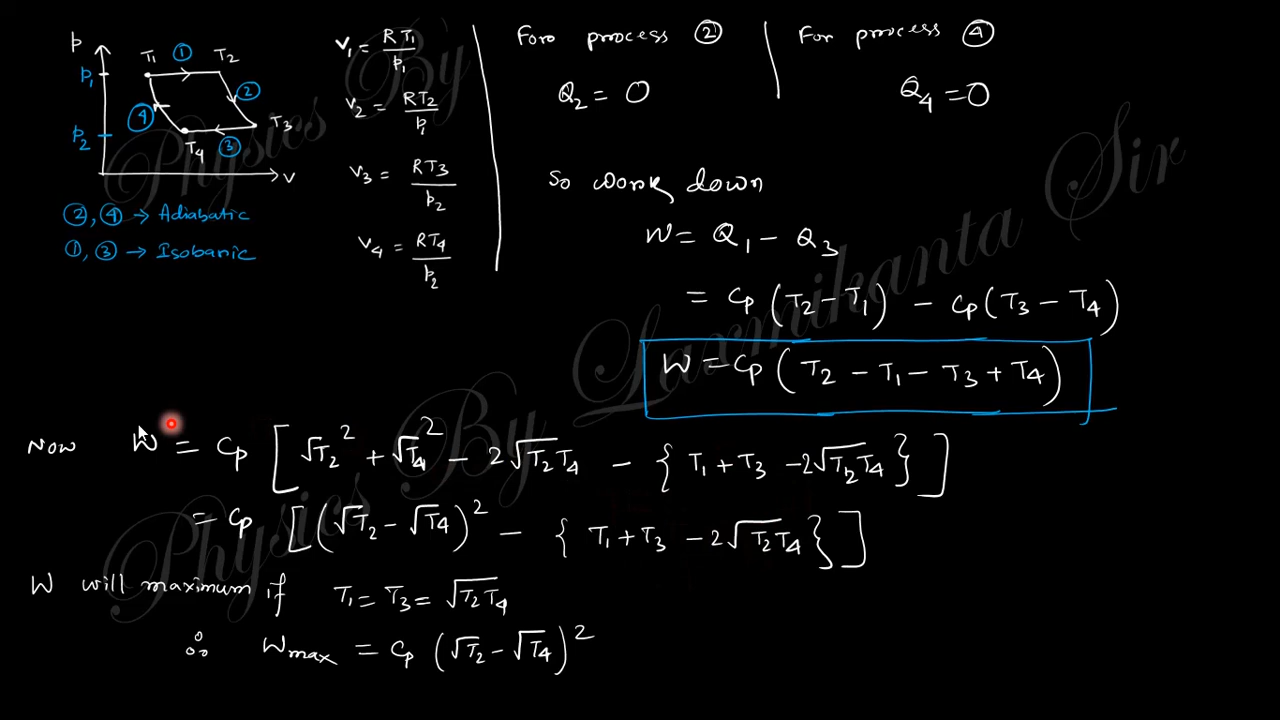 p
T₁ ① T₂
p₁
②
④
T₃
p₂
T₄ ③
v
②, ④ → Adiabatic
①, ③ → Isobaric
v₁ = RT₁/p₁
v₂ = RT₂/p₁
v₃ = RT₃/p₂
v₄ = RT₄/p₂
For process ②
Q₂ = 0
For process ④
Q₄ = 0
So work down
W = Q₁ − Q₃
= Cp (T₂ − T₁) − Cp (T₃ − T₄)
W = Cp (T₂ − T₁ − T₃ + T₄)
Now W = Cp [√T₂² + √T₄² − 2√T₂T₄ − {T₁ + T₃ − 2√T₂T₄}]
= Cp [(√T₂ − √T₄)² − {T₁ + T₃ − 2√T₂T₄}]
W will maximum if T₁ = T₃ = √T₂T₄
∴ Wmax = Cp (√T₂ − √T₄)²
Physics By Laxmikanta Sir
Physics By